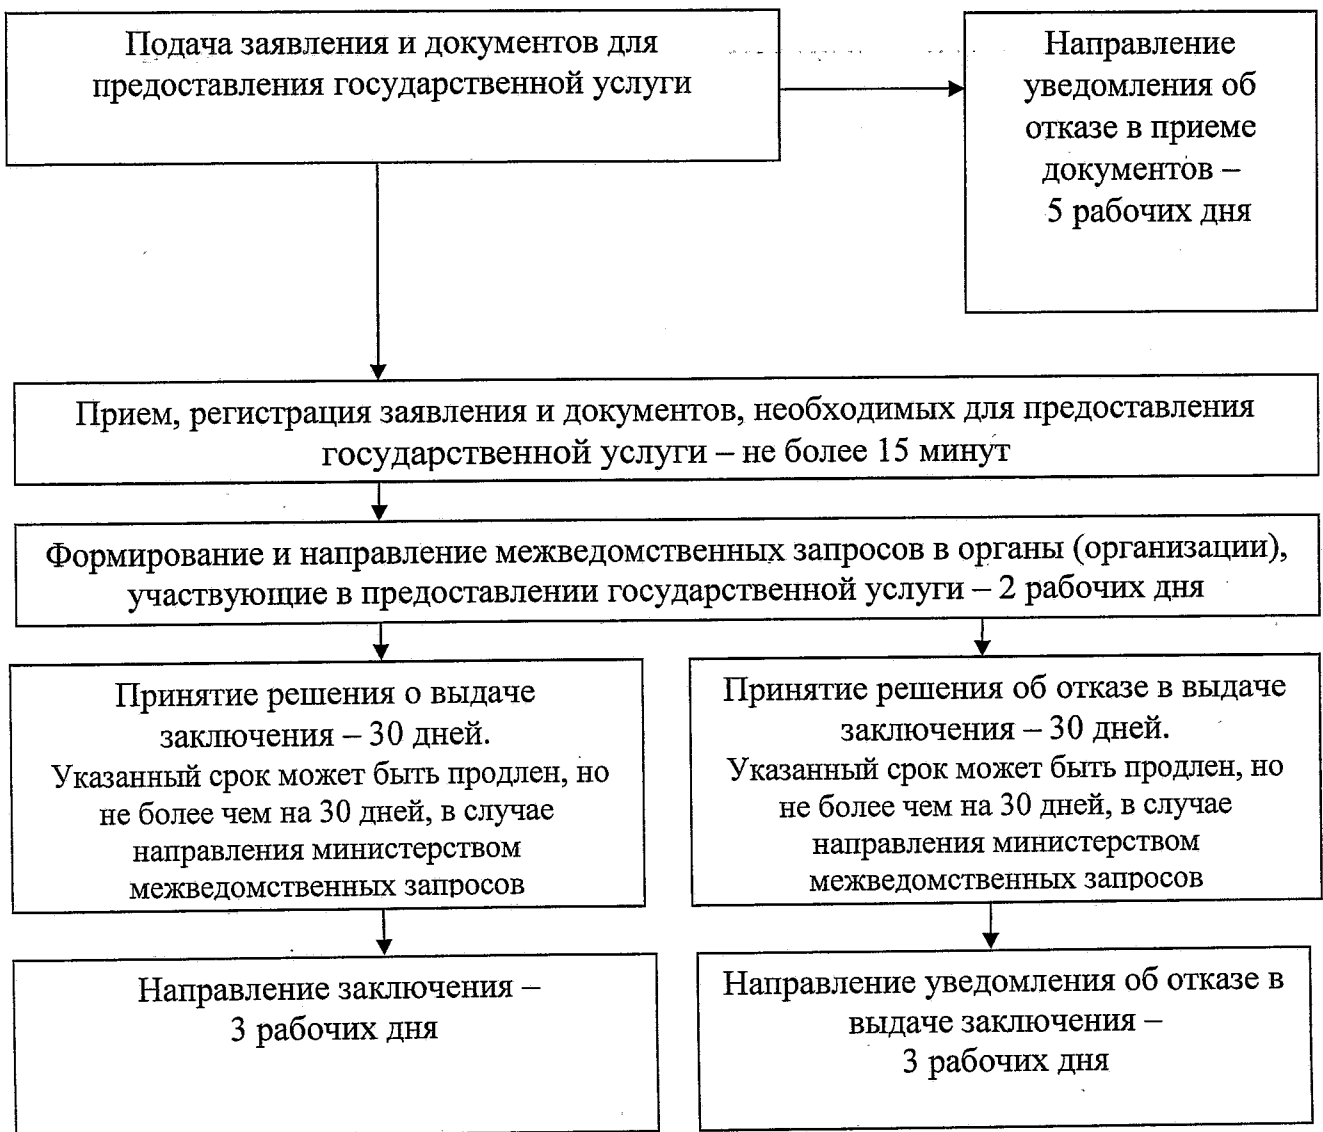 Подача заявления и документов для
предоставления государственной услуги
Направление
уведомления об
отказе в приеме
документов –
5 рабочих дня
Прием, регистрация заявления и документов, необходимых для предоставления
государственной услуги – не более 15 минут
Формирование и направление межведомственных запросов в органы (организации),
участвующие в предоставлении государственной услуги – 2 рабочих дня
Принятие решения о выдаче
заключения – 30 дней.
Указанный срок может быть продлен, но
не более чем на 30 дней, в случае
направления министерством
межведомственных запросов
Принятие решения об отказе в выдаче
заключения – 30 дней.
Указанный срок может быть продлен, но
не более чем на 30 дней, в случае
направления министерством
межведомственных запросов
Направление заключения –
3 рабочих дня
Направление уведомления об отказе в
выдаче заключения –
3 рабочих дня